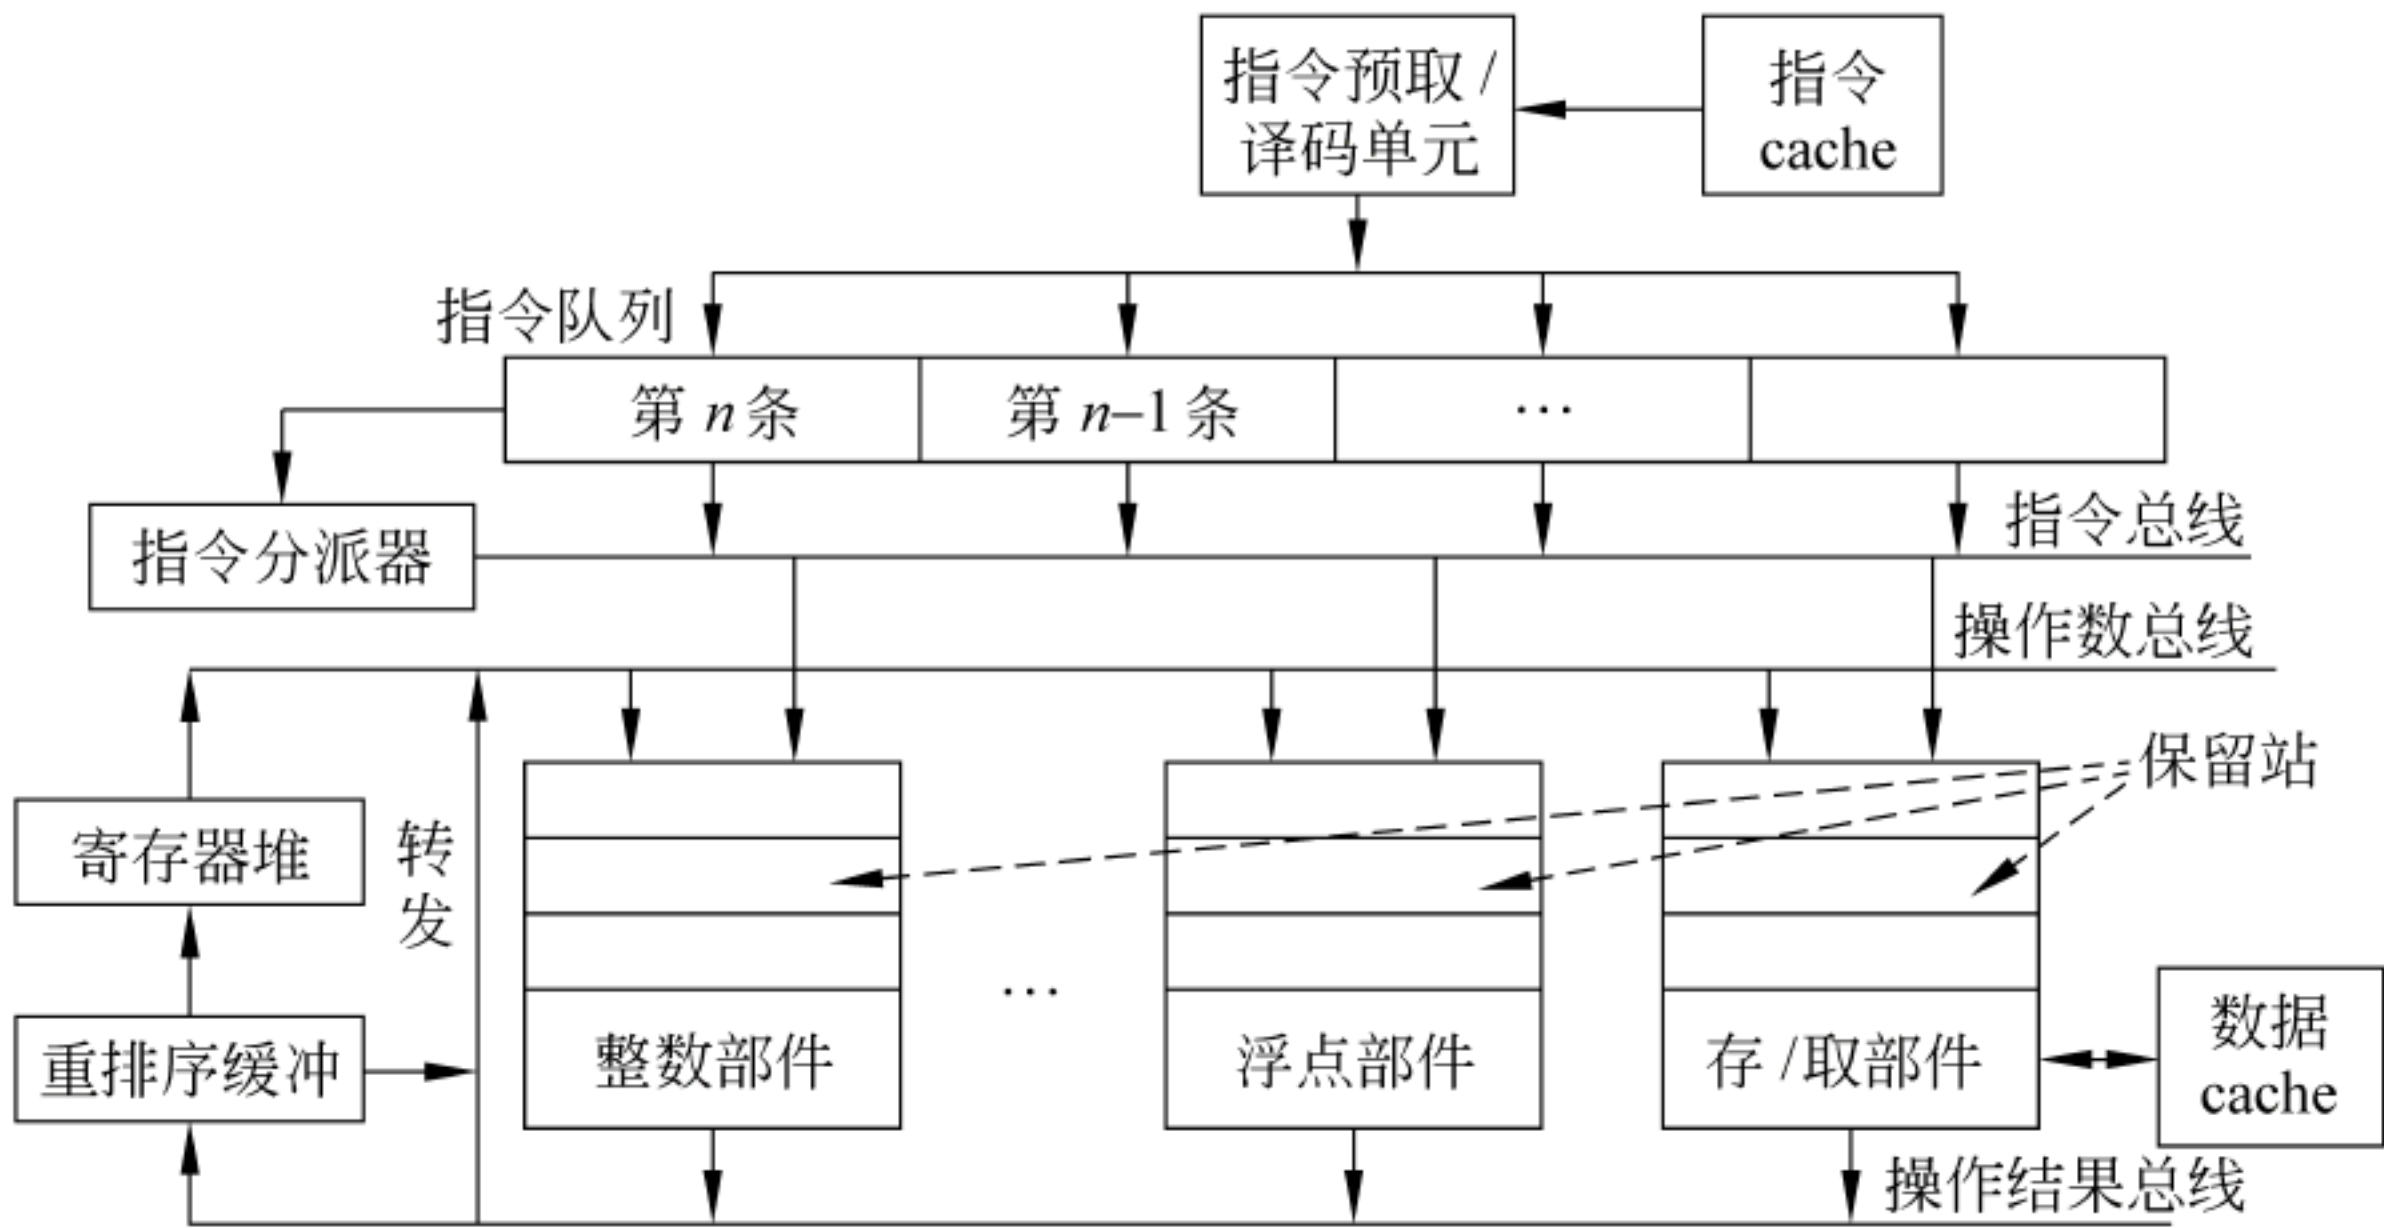 指令预取 /
译码单元
指令
cache
指令队列
第 n 条
第 n–1 条
…
指令总线
指令分派器
操作数总线
保留站
寄存器堆
转
发
…
重排序缓冲
整数部件
浮点部件
存 /取部件
数据
cache
操作结果总线